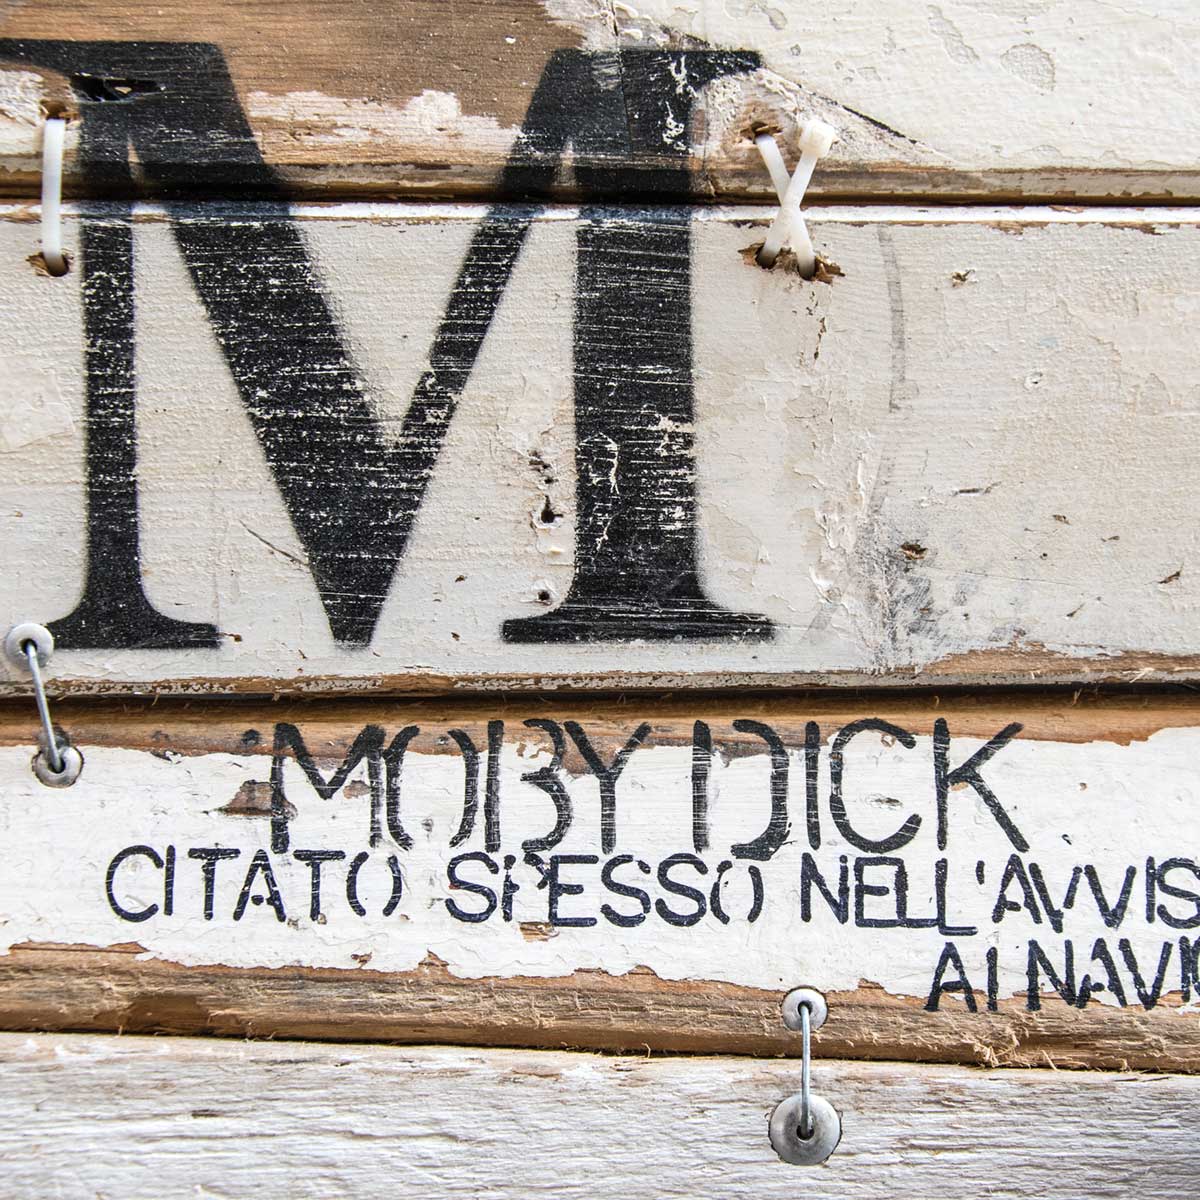 M
MOBY DICK
CITATO SPESSO NELL'AVVIS
AI NAVIG